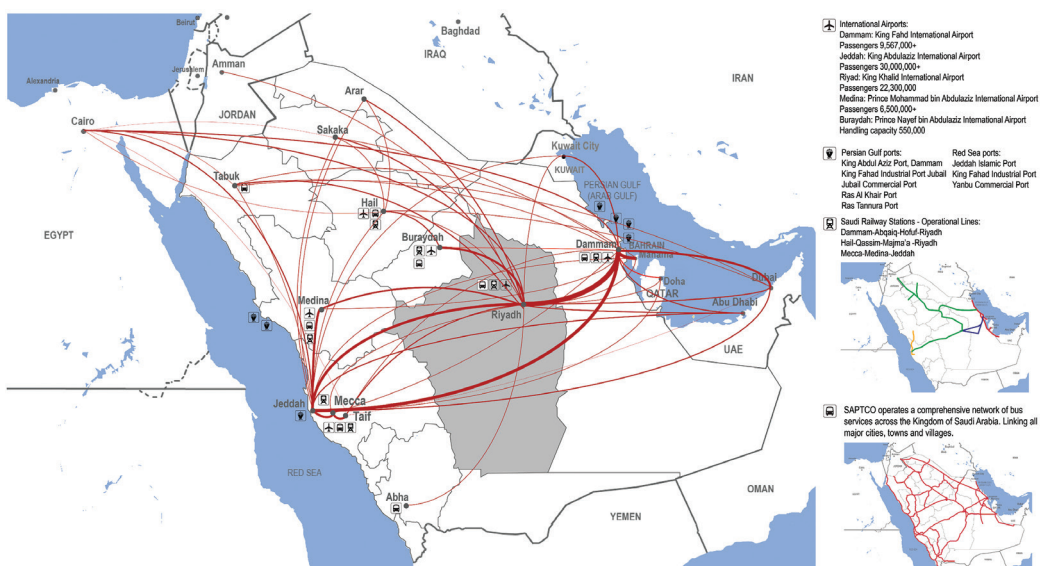 Beirut
Baghdad
IRAQ
IRAN
Jerusalem
Amman
Alexandria
Arar
JORDAN
Cairo
Sakaka
Kuwait City
KUWAIT
Tabuk
PERSIAN GULF
(ARAB GULF)
Hail
EGYPT
Buraydah
Dammam
BAHRAIN
Manama
Doha
Dubai
QATAR
Medina
Abu Dhabi
Riyadh
UAE
Jeddah
Mecca
Taif
RED SEA
Abha
OMAN
YEMEN
International Airports:
Dammam: King Fahd International Airport
Passengers 9,567,000+
Jeddah: King Abdulaziz International Airport
Passengers 30,000,000+
Riyad: King Khalid International Airport
Passengers 22,300,000
Medina: Prince Mohammad bin Abdulaziz International Airport
Passengers 6,500,000+
Buraydah: Prince Nayef bin Abdulaziz International Airport
Handling capacity 550,000
Persian Gulf ports:
King Abdul Aziz Port, Dammam
King Fahad Industrial Port Jubail
Jubail Commercial Port
Ras Al Khair Port
Ras Tannura Port
Red Sea ports:
Jeddah Islamic Port
King Fahad Industrial Port
Yanbu Commercial Port
Saudi Railway Stations - Operational Lines:
Dammam-Abqaiq-Hofuf-Riyadh
Hail-Qassim-Majma'a -Riyadh
Mecca-Medina-Jeddah
SAPTCO operates a comprehensive network of bus
services across the Kingdom of Saudi Arabia. Linking all
major cities, towns and villages.